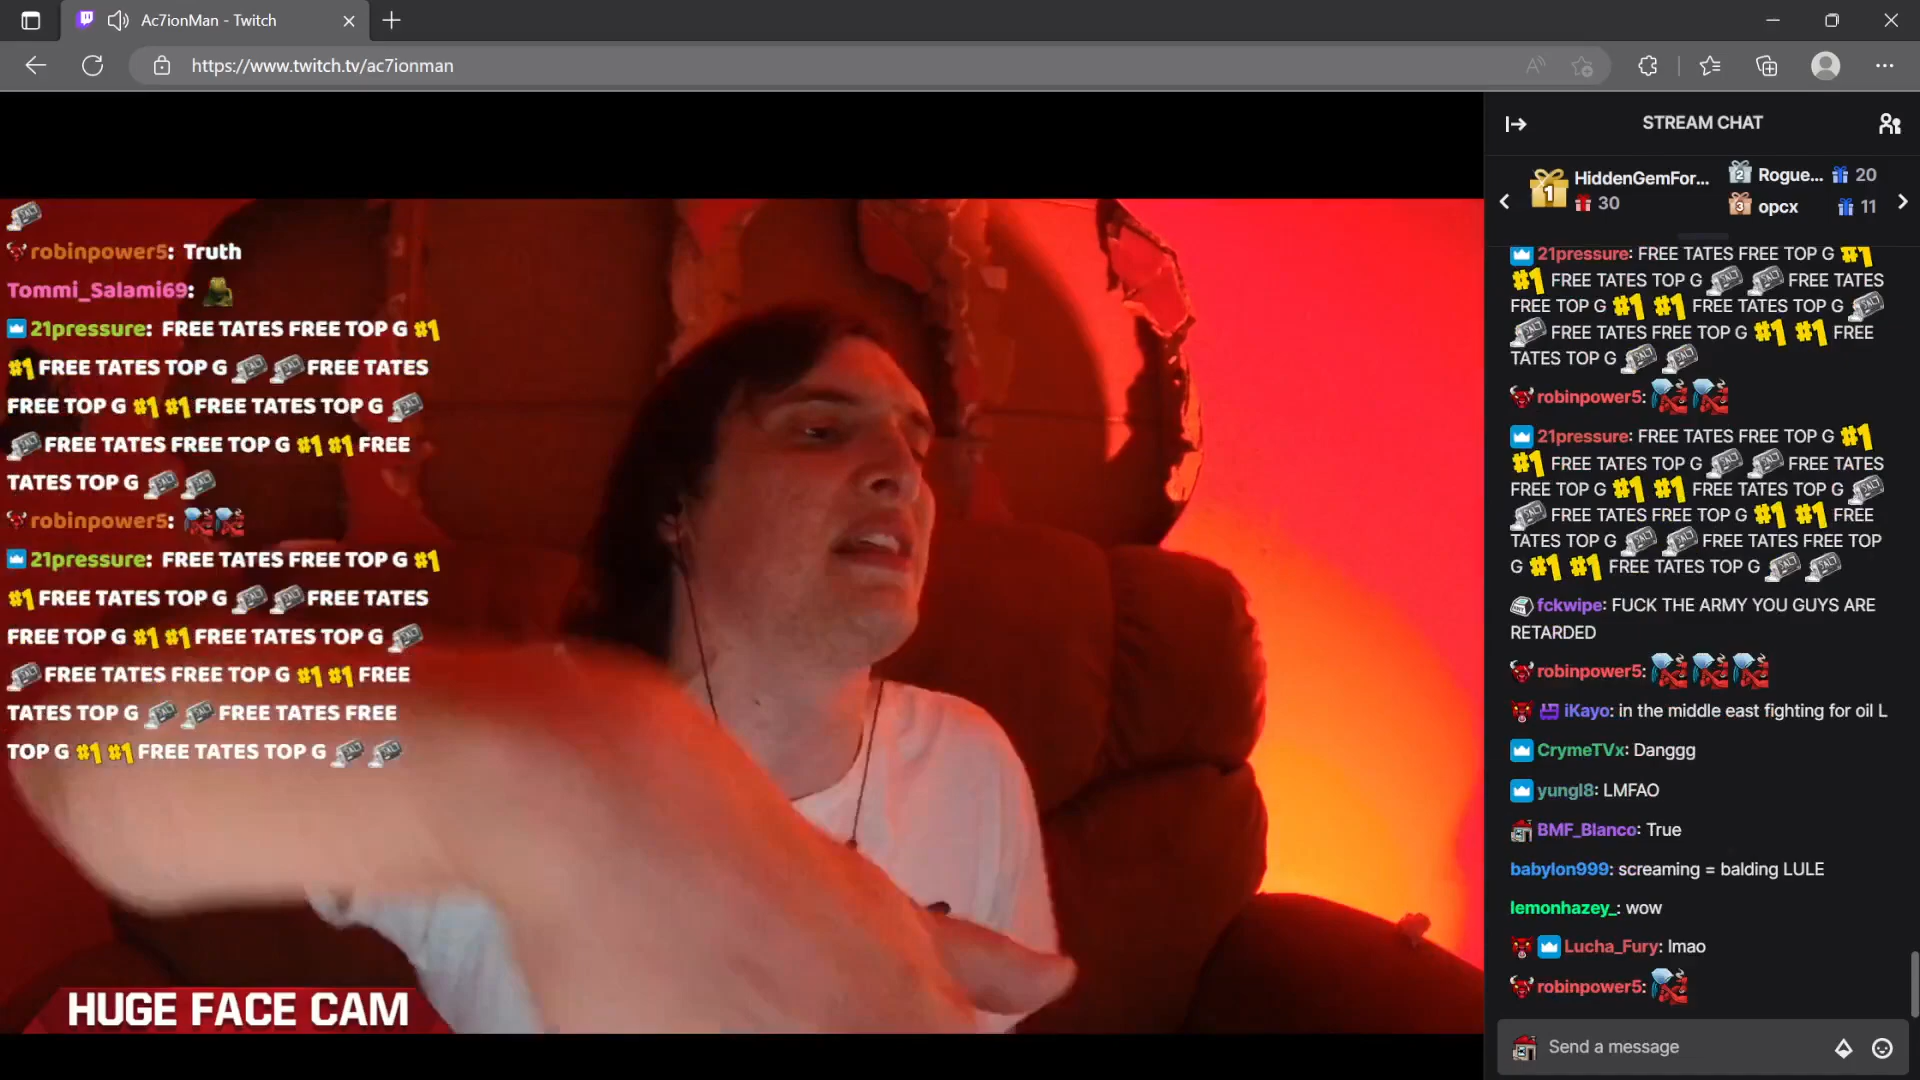 Ac7ionMan - Twitch
https://www.twitch.tv/ac7ionman
robinpower5: Truth
Tommi_Salami69:
21pressure: FREE TATES FREE TOP G #1
#1 FREE TATES TOP G FREE TATES
FREE TOP G #1 #1 FREE TATES TOP G
FREE TATES FREE TOP G #1 #1 FREE
TATES TOP G
robinpower5:
21pressure: FREE TATES FREE TOP G #1
#1 FREE TATES TOP G FREE TATES
FREE TOP G #1 #1 FREE TATES TOP G
FREE TATES FREE TOP G #1 #1 FREE
TATES TOP G FREE TATES FREE
TOP G #1 #1 FREE TATES TOP G
HUGE FACE CAM
STREAM CHAT
1 HiddenGemFor... 30
2 Rogue... 20
3 opcx 11
21pressure: FREE TATES FREE TOP G #1
#1 FREE TATES TOP G FREE TATES
FREE TOP G #1 #1 FREE TATES TOP G
FREE TATES FREE TOP G #1 #1 FREE
TATES TOP G
robinpower5:
21pressure: FREE TATES FREE TOP G #1
#1 FREE TATES TOP G FREE TATES
FREE TOP G #1 #1 FREE TATES TOP G
FREE TATES FREE TOP G #1 #1 FREE
TATES TOP G FREE TATES FREE TOP
G #1 #1 FREE TATES TOP G
fckwipe: FUCK THE ARMY YOU GUYS ARE
RETARDED
robinpower5:
iKayo: in the middle east fighting for oil L
CrymeTVx: Danggg
yungl8: LMFAO
BMF_Blanco: True
babylon999: screaming = balding LULE
lemonhazey_: wow
Lucha_Fury: lmao
robinpower5:
Send a message